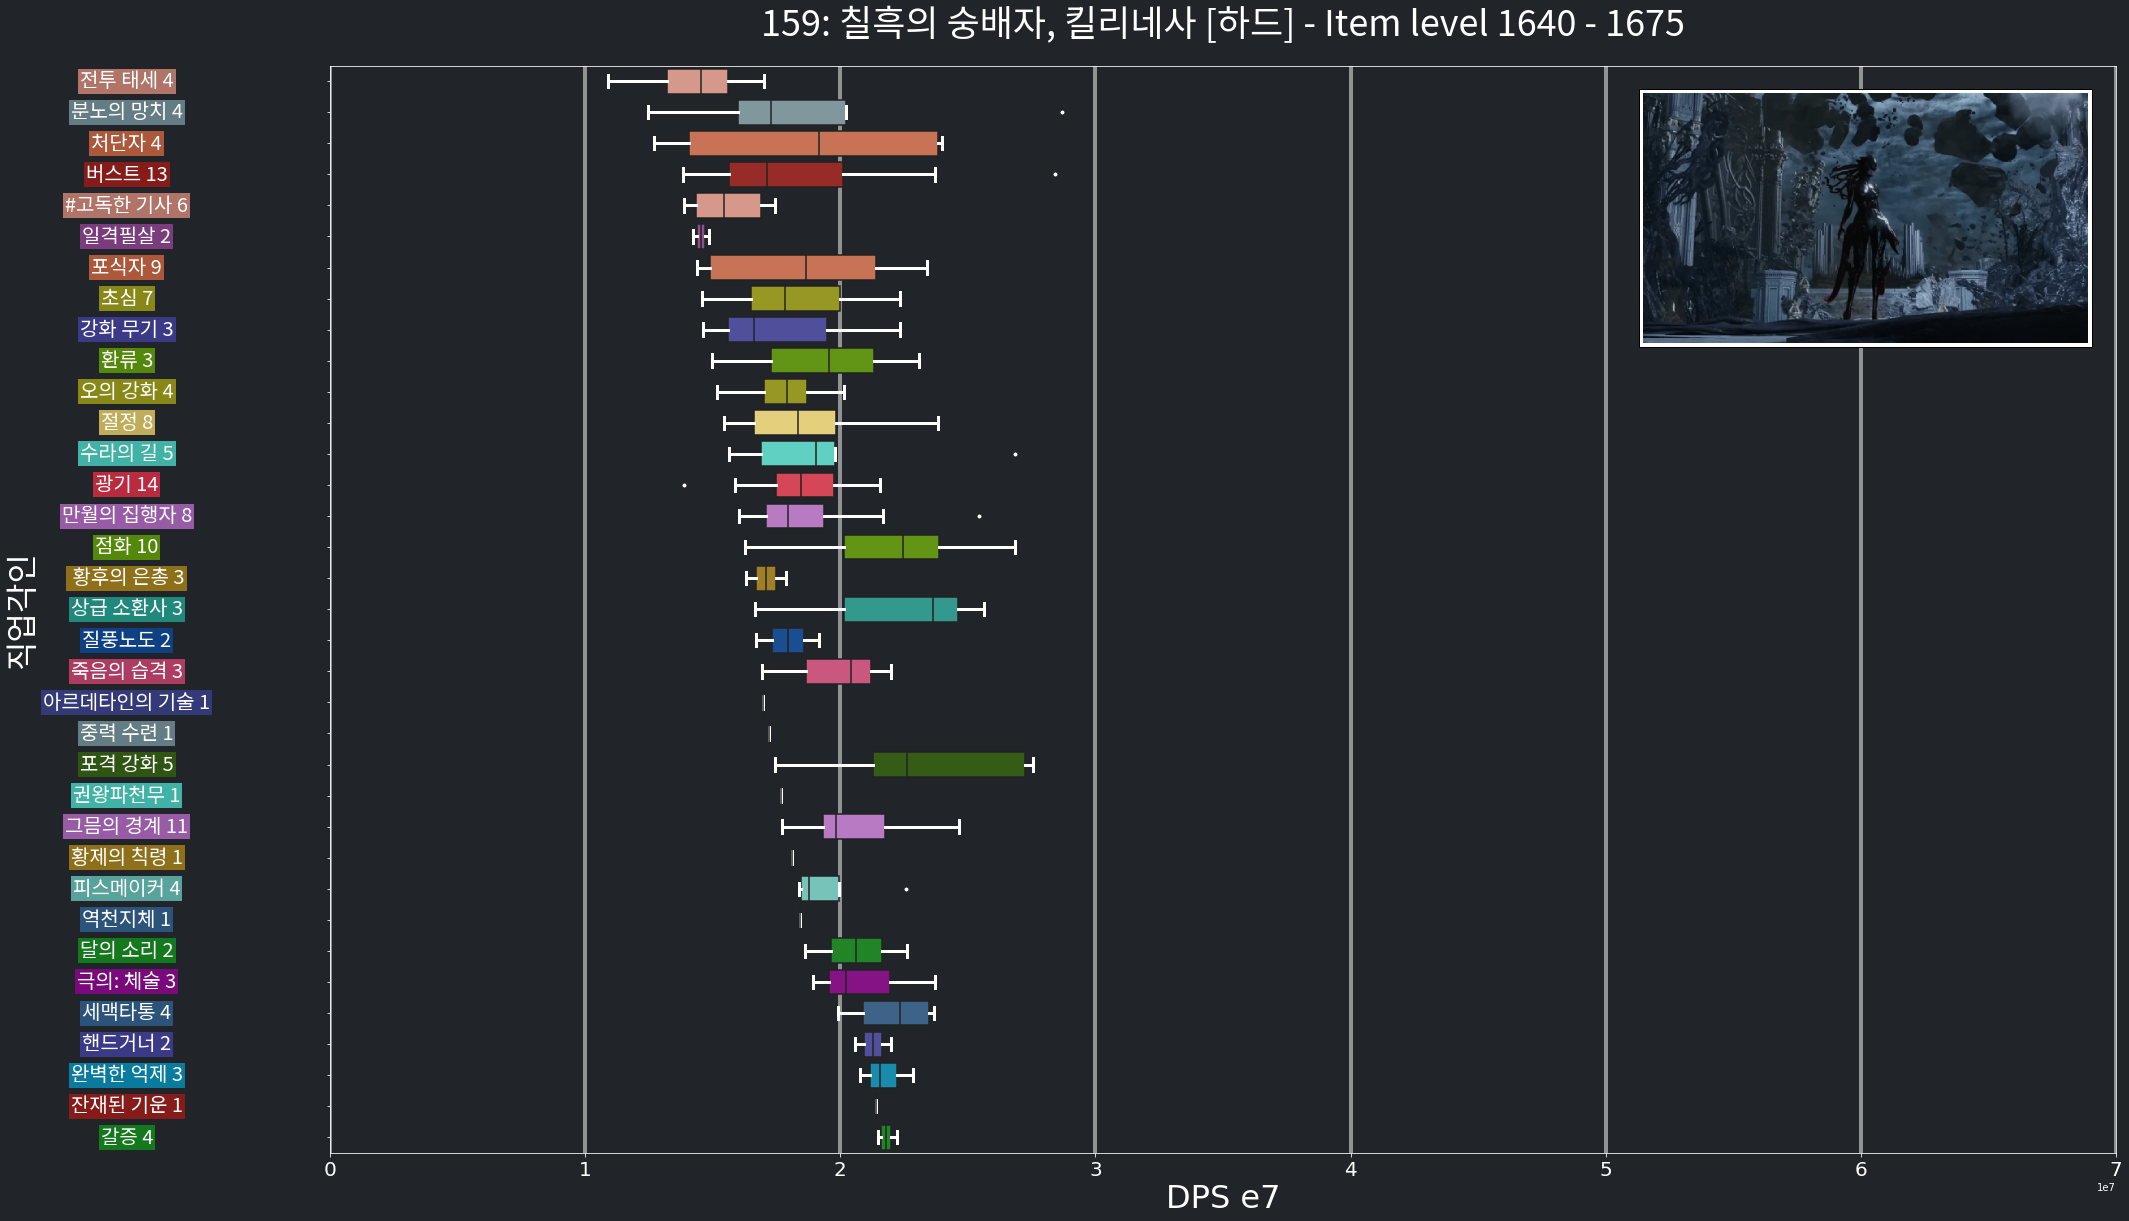 159: 칠흑의 숭배자, 킬리네사 [하드] - Item level 1640 - 1675
전투 태세 4
분노의 망치 4
처단자 4
버스트 13
#고독한 기사 6
일격필살 2
포식자 9
초심 7
강화 무기 3
환류 3
오의 강화 4
절정 8
수라의 길 5
광기 14
만월의 집행자 8
점화 10
황후의 은총 3
상급 소환사 3
질풍노도 2
죽음의 습격 3
아르데타인의 기술 1
중력 수련 1
포격 강화 5
권왕파천무 1
그믐의 경계 11
황제의 칙령 1
피스메이커 4
역천지체 1
달의 소리 2
극의: 체술 3
세맥타통 4
핸드거너 2
완벽한 억제 3
잔재된 기운 1
갈증 4
직업각인
0 1 2 3 4 5 6 7
1e7
DPS e7